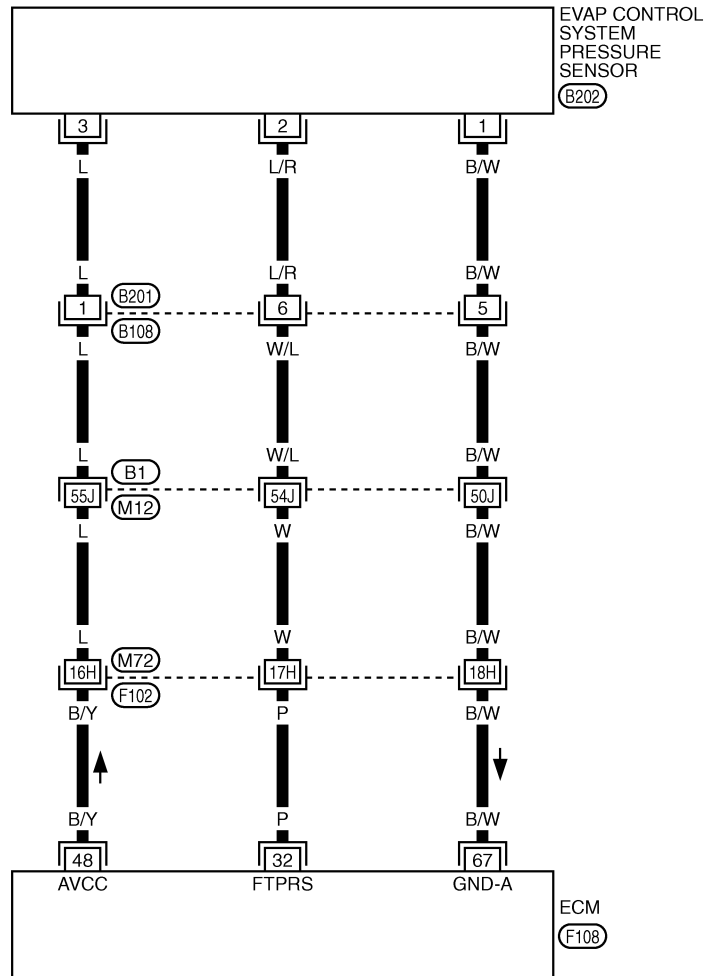 EVAP CONTROL
SYSTEM
PRESSURE
SENSOR
B202
3 2 1
L L/R B/W
L L/R B/W
B201
1 6 5
B108
L W/L B/W
L W/L B/W
B1
55J 54J 50J
M12
L W B/W
L W B/W
M72
16H 17H 18H
F102
B/Y P B/W
B/Y P B/W
48 32 67
AVCC FTPRS GND-A
ECM
F108